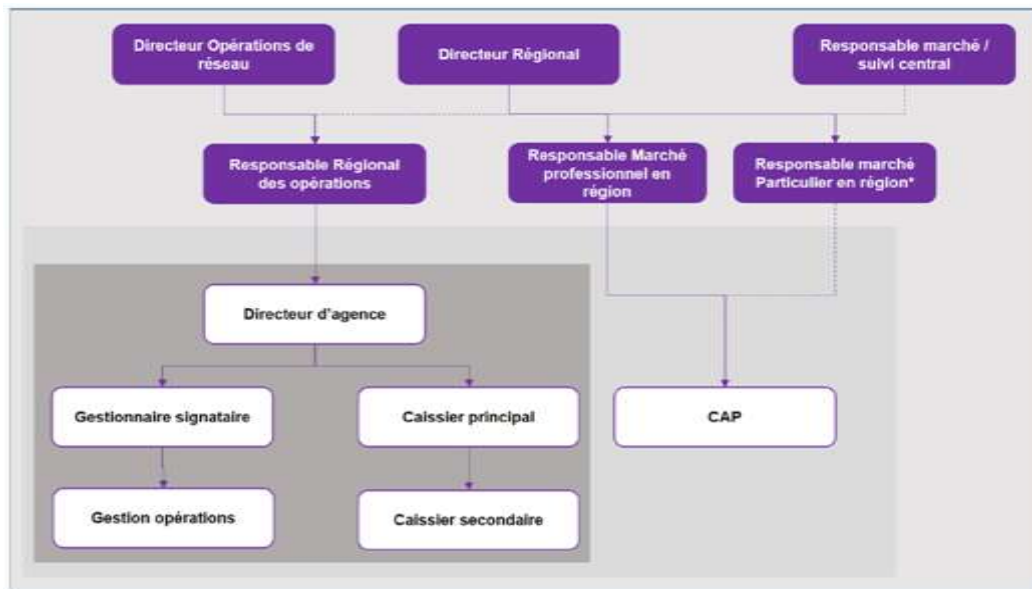 Directeur Opérations de
réseau
Directeur Régional
Responsable marché /
suivi central
Responsable Régional
des opérations
Responsable Marché
professionnel en
région
Responsable marché
Particulier en région*
Directeur d'agence
Gestionnaire signataire
Caissier principal
CAP
Gestion opérations
Caissier secondaire